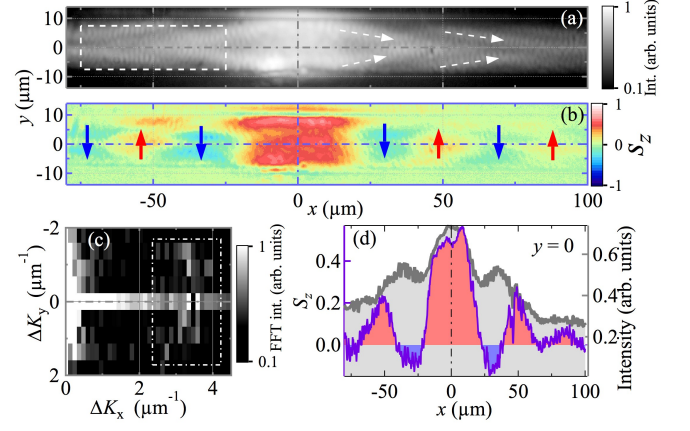 10
0
-10
(a)
1
0.1
Int. (arb. units)
y (μm)
10
0
-10
(b)
1
0
-1
S_Z
-50
0
50
100
x (μm)
-2
0
2
(c)
ΔK_y (μm⁻¹)
0
2
4
ΔK_x (μm⁻¹)
1
0.1
FFT int. (arb. units)
(d)
y = 0
0.4
0.2
0.0
S_z
0.6
0.4
0.2
Intensity (arb. units)
-50
0
50
100
x (μm)